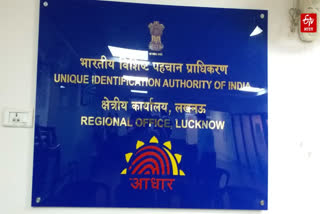 भारतीय विशिष्ट पहचान प्राधिकरण
UNIQUE IDENTIFICATION AUTHORITY OF INDIA
क्षेत्रीय कार्यालय, लखनऊ
REGIONAL OFFICE, LUCKNOW
आधार